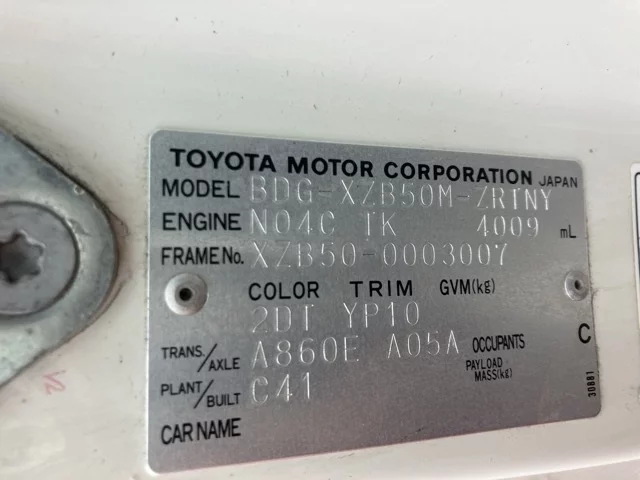 TOYOTA MOTOR CORPORATION JAPAN
MODEL BDG-XZB50M-ZRTNY
ENGINE N04C TK 4009 mL
FRAME No. XZB50-0003007
COLOR TRIM GVM(kg)
2DT YP10
TRANS./AXLE A860E A05A OCCUPANTS C
PAYLOAD MASS(kg)
PLANT/BUILT C41
CAR NAME
30881